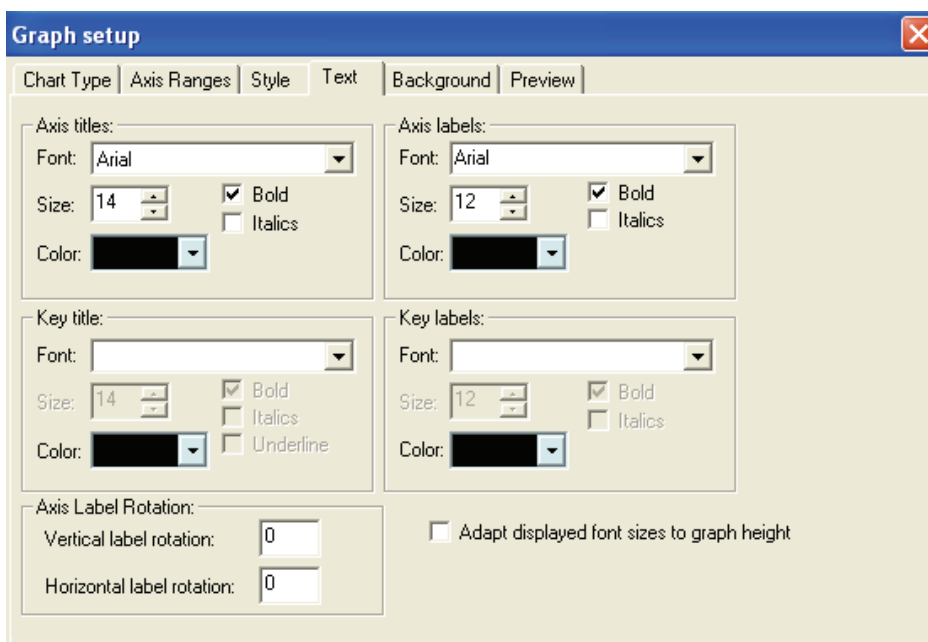 Graph setup
Chart Type Axis Ranges Style Text Background Preview
Axis titles:
Font: Arial
Size: 14 Bold
Italics
Color:
Axis labels:
Font: Arial
Size: 12 Bold
Italics
Color:
Key title:
Font:
Size: 14 Bold
Italics
Color: Underline
Key labels:
Font:
Size: 12 Bold
Italics
Color:
Axis Label Rotation:
Vertical label rotation: 0
Horizontal label rotation: 0
Adapt displayed font sizes to graph height